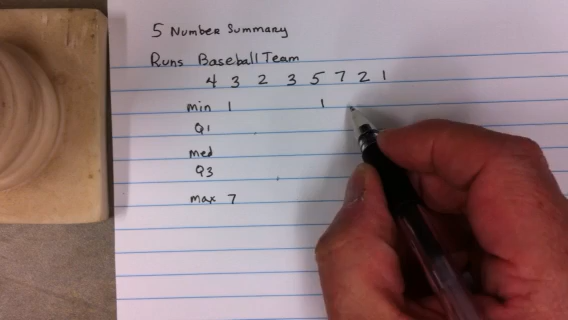 5 Number Summary
Runs Baseball Team
4 3 2 3 5 7 2 1
min 1 1
Q1
med
Q3
max 7